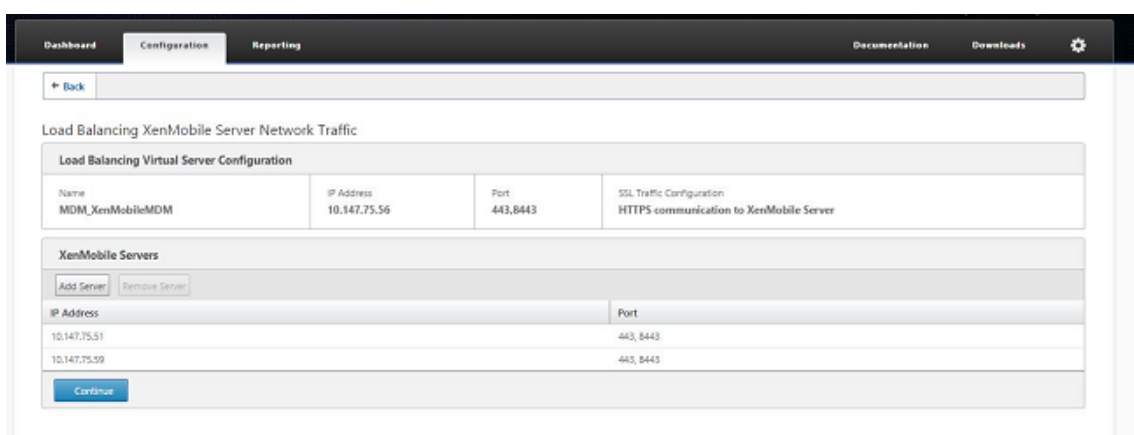 Dashboard Configuration Reporting Documentation Downloads
Back
Load Balancing XenMobile Server Network Traffic
Load Balancing Virtual Server Configuration
Name IP Address Port SSL Traffic Configuration
MDM_XenMobileMDM 10.147.75.56 443,8443 HTTPS communication to XenMobile Server
XenMobile Servers
Add Server Remove Server
IP Address Port
10.147.75.51 443, 8443
10.147.75.59 443, 8443
Continue